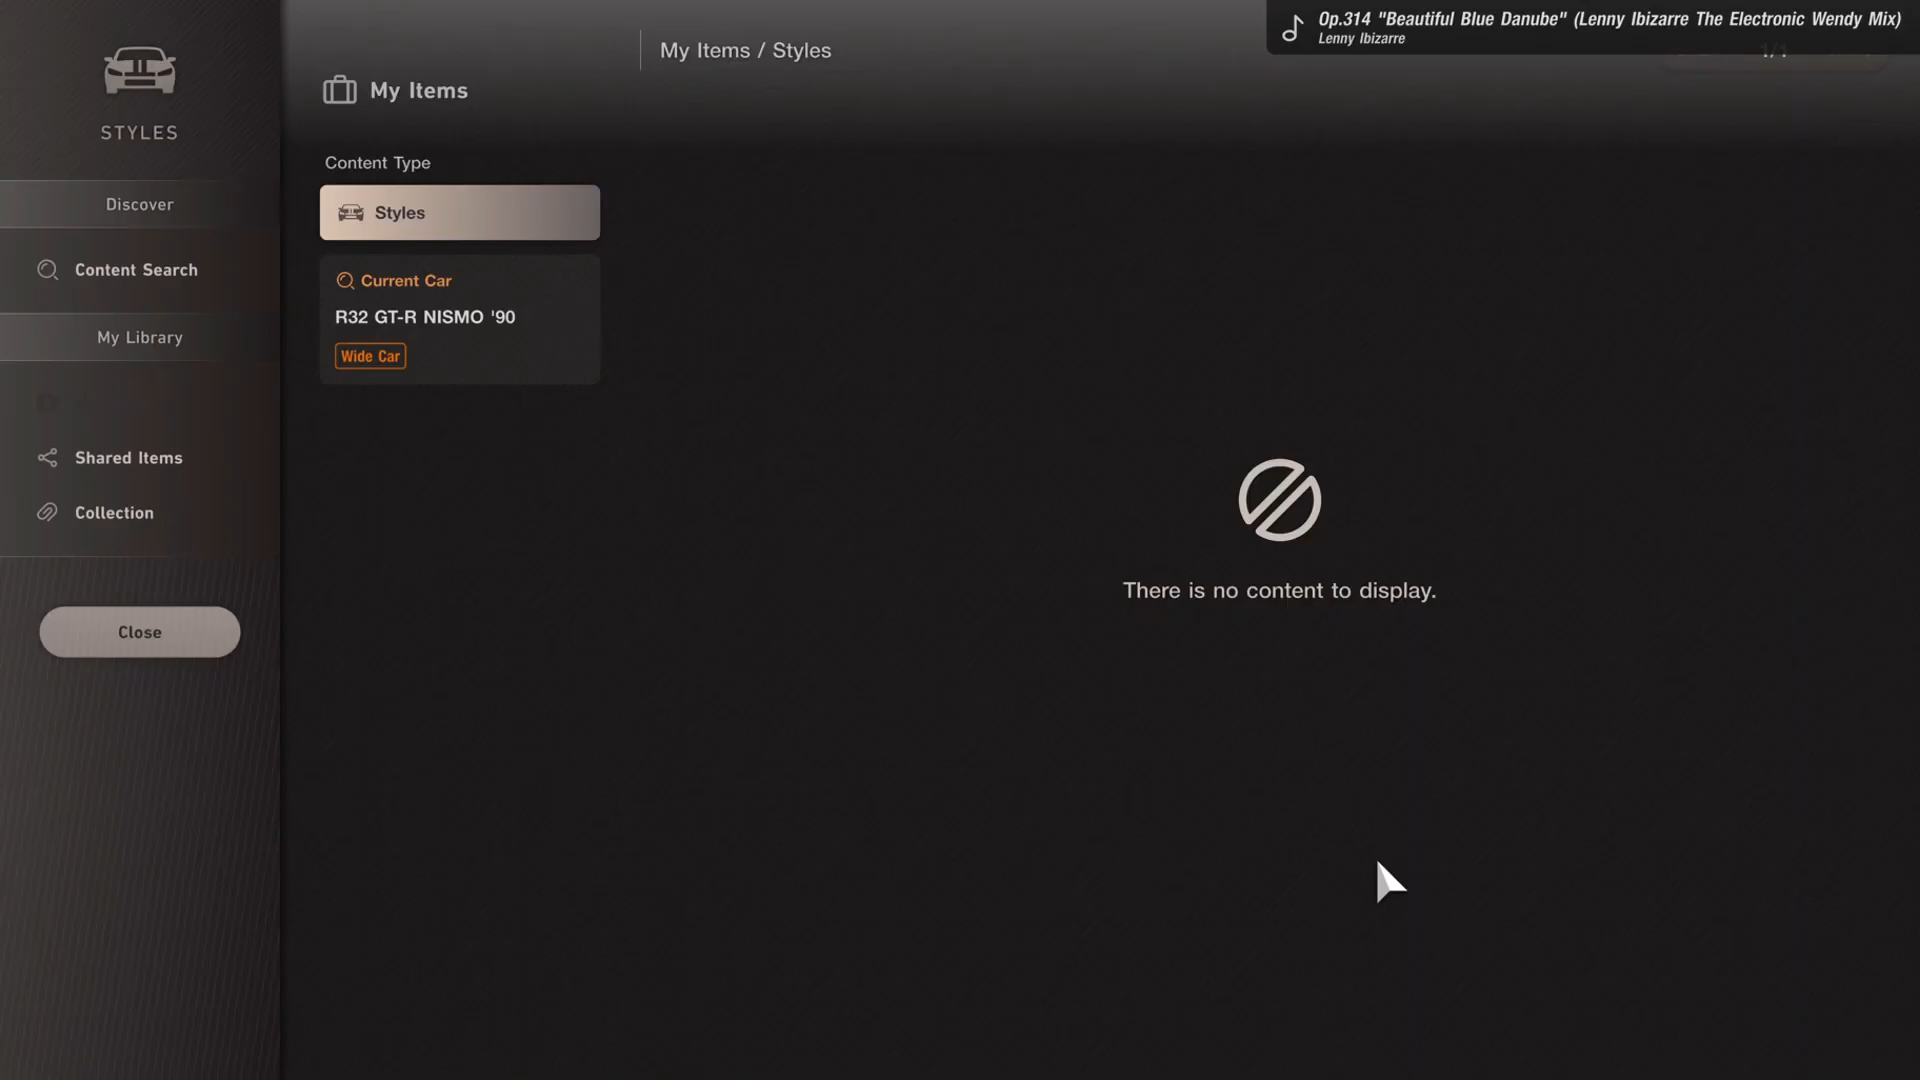 STYLES
Discover
Content Search
My Library
Shared Items
Collection
Close
My Items
Content Type
Styles
Current Car
R32 GT-R NISMO '90
Wide Car
My Items / Styles
Op.314 "Beautiful Blue Danube" (Lenny Ibizarre The Electronic Wendy Mix)
Lenny Ibizarre
1/1
There is no content to display.